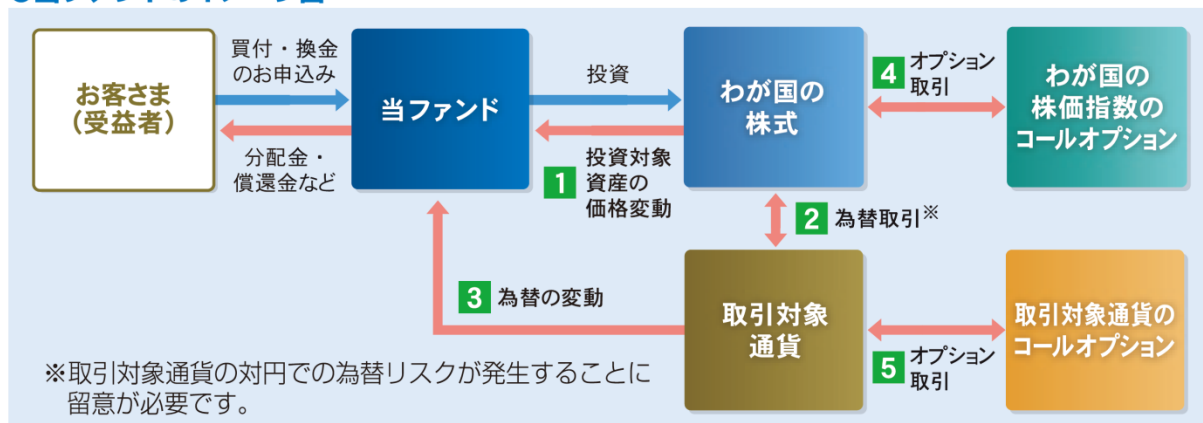 お客さま
（受益者）
買付・換金
のお申込み
分配金・
償還金など
当ファンド
投資
1 投資対象
資産の
価格変動
わが国の
株式
4 オプション
取引
わが国の
株価指数の
コールオプション
2 為替取引※
3 為替の変動
取引対象
通貨
5 オプション
取引
取引対象通貨の
コールオプション
※取引対象通貨の対円での為替リスクが発生することに
留意が必要です。